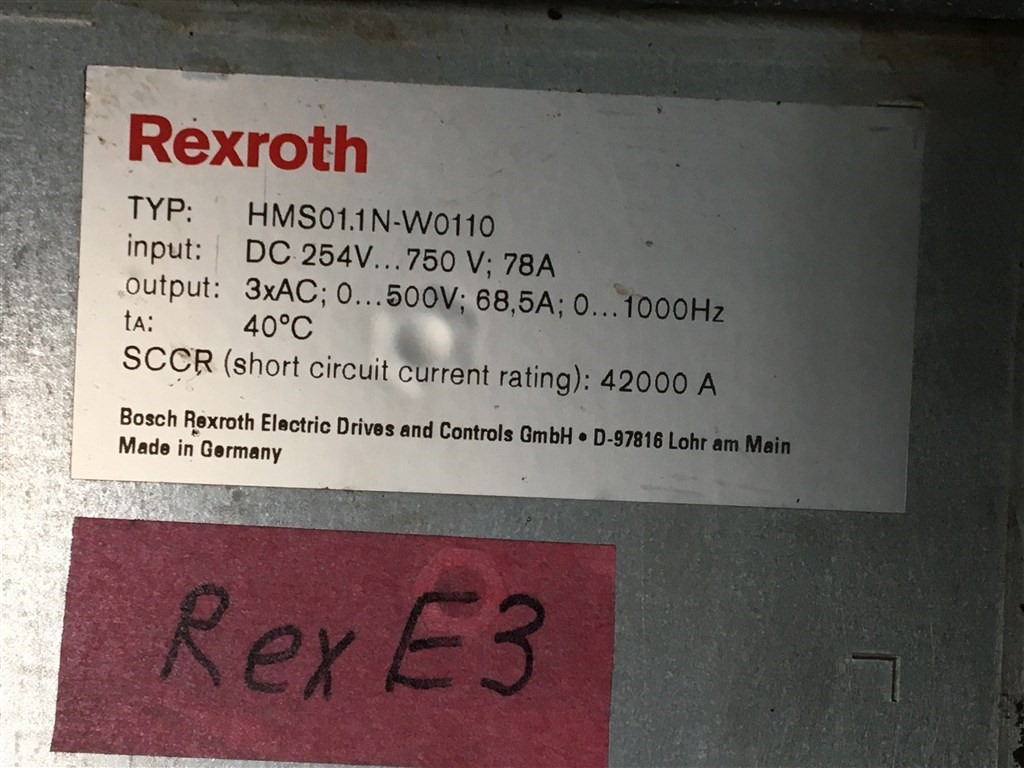 Rexroth
TYP: HMS01.1N-W0110
input: DC 254V...750 V; 78A
output: 3xAC; 0...500V; 68,5A; 0...1000Hz
tA: 40°C
SCCR (short circuit current rating): 42000 A
Bosch Rexroth Electric Drives and Controls GmbH • D-97816 Lohr am Main
Made in Germany
Rex E3